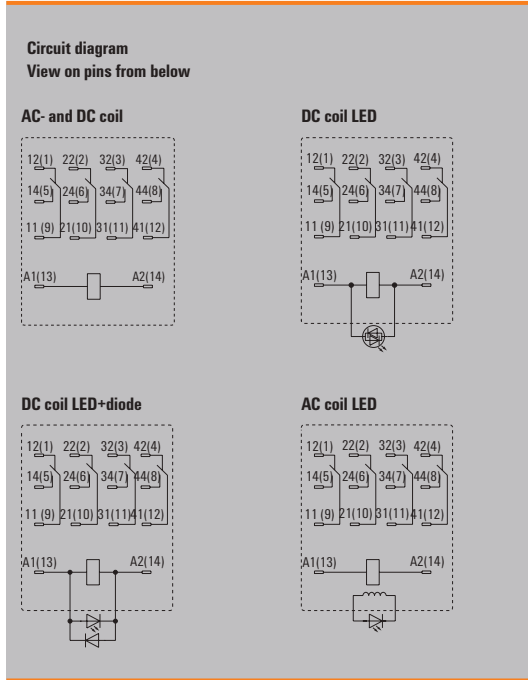 Circuit diagram
View on pins from below
AC- and DC coil
12(1) 22(2) 32(3) 42(4)
14(5) 24(6) 34(7) 44(8)
11 (9) 21(10) 31(11) 41(12)
A1(13) A2(14)
DC coil LED
12(1) 22(2) 32(3) 42(4)
14(5) 24(6) 34(7) 44(8)
11 (9) 21(10) 31(11) 41(12)
A1(13) A2(14)
DC coil LED+diode
12(1) 22(2) 32(3) 42(4)
14(5) 24(6) 34(7) 44(8)
11 (9) 21(10) 31(11) 41(12)
A1(13) A2(14)
AC coil LED
12(1) 22(2) 32(3) 42(4)
14(5) 24(6) 34(7) 44(8)
11 (9) 21(10) 31(11) 41(12)
A1(13) A2(14)